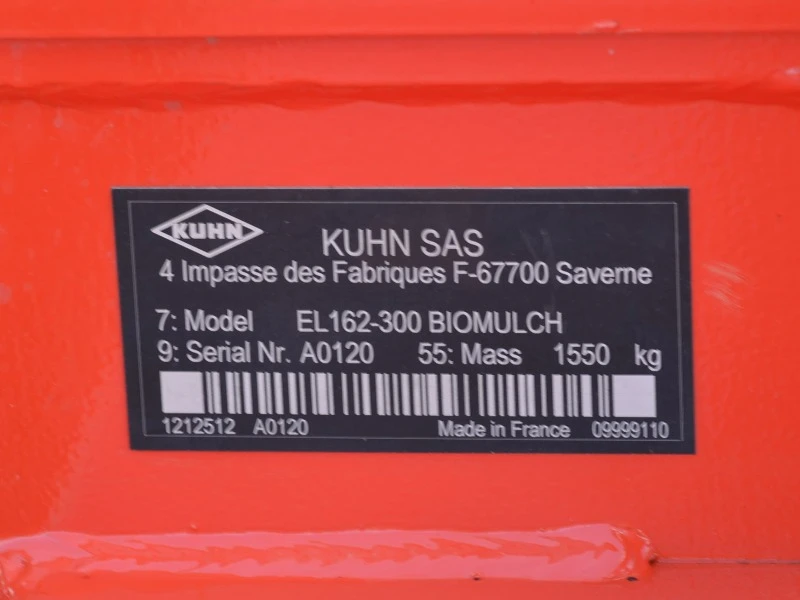 KUHN
KUHN SAS
4 Impasse des Fabriques F-67700 Saverne
7: Model EL162-300 BIOMULCH
9: Serial Nr. A0120 55: Mass 1550 kg
1212512 A0120 Made in France 09999110